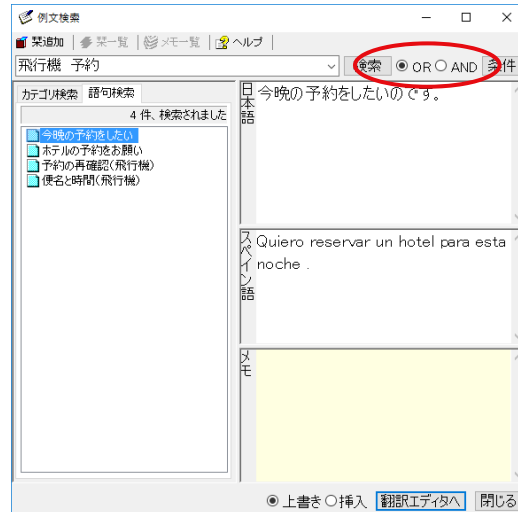 例文検索
栞追加 栞一覧 メモ一覧 ヘルプ
飛行機 予約 検索 OR AND 条件
カテゴリ検索 語句検索
4 件、検索されました
今晩の予約をしたい
ホテルの予約をお願い
予約の再確認(飛行機)
便名と時間(飛行機)
日本語
今晩の予約をしたいのです。
スペイン語
Quiero reservar un hotel para esta
noche .
メモ
上書き 挿入 翻訳エディタへ 閉じる